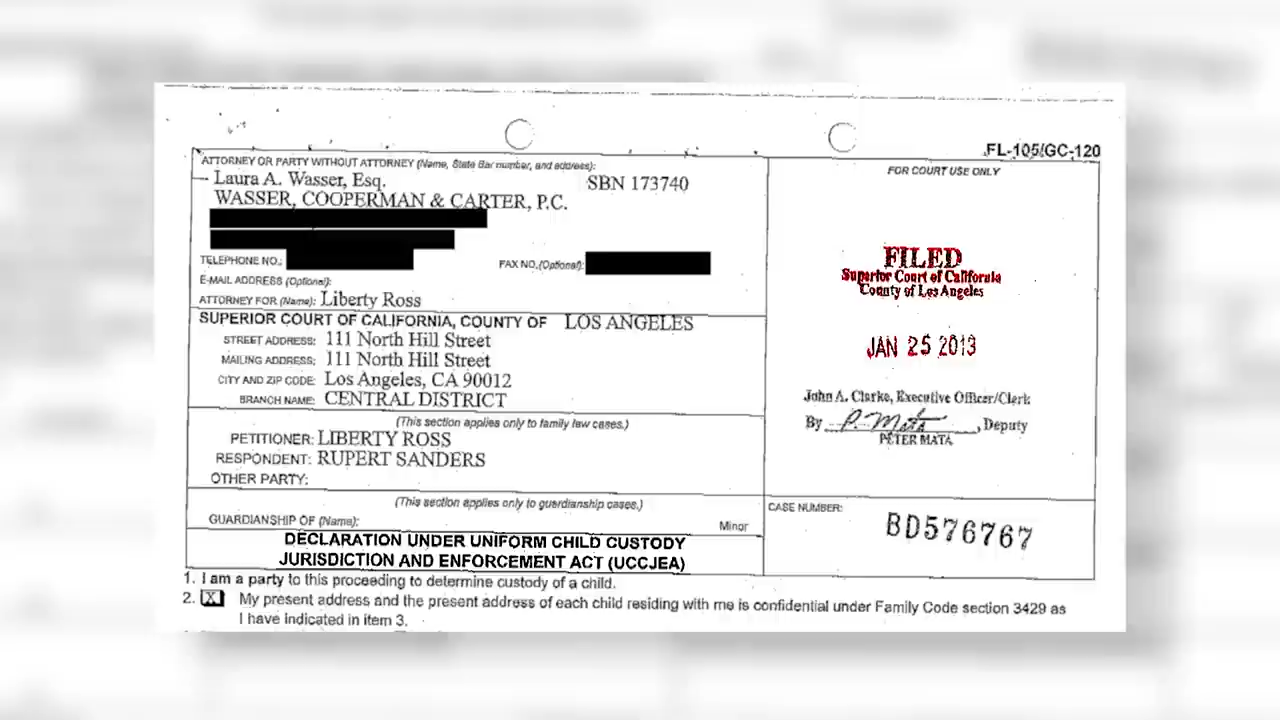 FL-105/GC-120
ATTORNEY OR PARTY WITHOUT ATTORNEY (Name, State Bar number, and address):
Laura A. Wasser, Esq. SBN 173740
WASSER, COOPERMAN & CARTER, P.C.
TELEPHONE NO.: FAX NO.(Optional):
E-MAIL ADDRESS (Optional):
ATTORNEY FOR (Name): Liberty Ross
SUPERIOR COURT OF CALIFORNIA, COUNTY OF LOS ANGELES
STREET ADDRESS: 111 North Hill Street
MAILING ADDRESS: 111 North Hill Street
CITY AND ZIP CODE: Los Angeles, CA 90012
BRANCH NAME: CENTRAL DISTRICT
(This section applies only to family law cases.)
PETITIONER: LIBERTY ROSS
RESPONDENT: RUPERT SANDERS
OTHER PARTY:
(This section applies only to guardianship cases.)
GUARDIANSHIP OF (Name): Minor
DECLARATION UNDER UNIFORM CHILD CUSTODY
JURISDICTION AND ENFORCEMENT ACT (UCCJEA)
FOR COURT USE ONLY
FILED
Superior Court of California
County of Los Angeles
JAN 25 2013
John A. Clarke, Executive Officer/Clerk
By P. Mata, Deputy
PETER MATA
CASE NUMBER:
BD576767
1. I am a party to this proceeding to determine custody of a child.
2. X My present address and the present address of each child residing with me is confidential under Family Code section 3429 as
I have indicated in item 3.